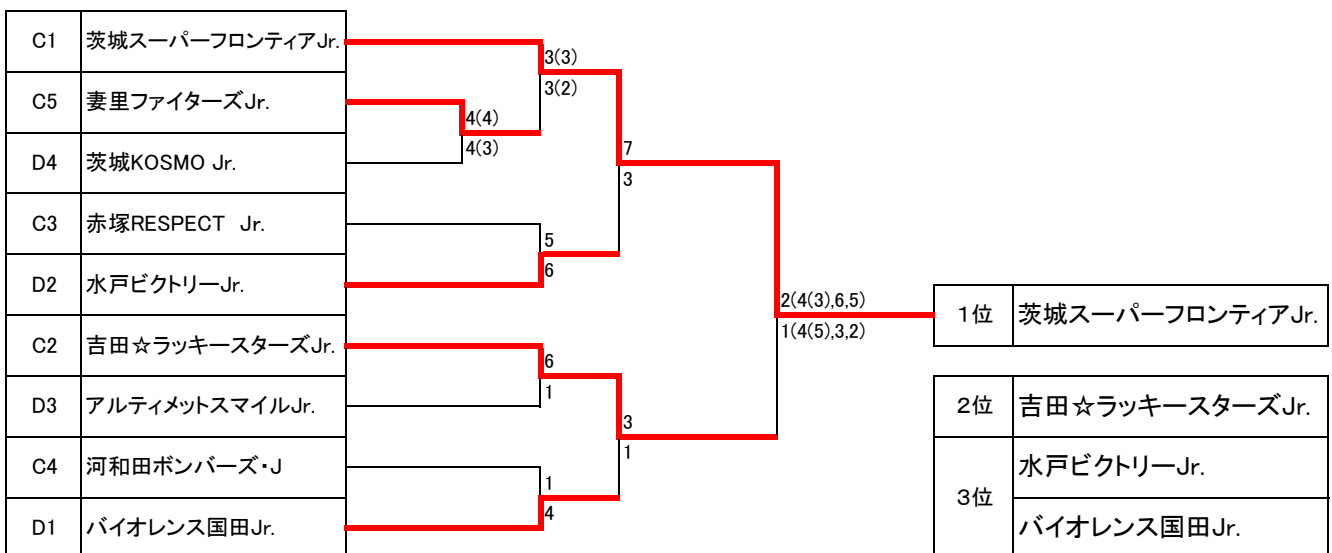 C1 茨城スーパーフロンティアJr.
3(3)
3(2)
C5 妻里ファイターズJr.
4(4)
4(3)
D4 茨城KOSMO Jr.
7
3
C3 赤塚RESPECT Jr.
5
6
D2 水戸ビクトリーJr.
2(4(3),6,5)
1(4(5),3,2)
1位 茨城スーパーフロンティアJr.
C2 吉田☆ラッキースターズJr.
6
1
D3 アルティメットスマイルJr.
2位 吉田☆ラッキースターズJr.
3
1
C4 河和田ボンバーズ・J
1
4
3位 水戸ビクトリーJr.
D1 バイオレンス国田Jr.
バイオレンス国田Jr.